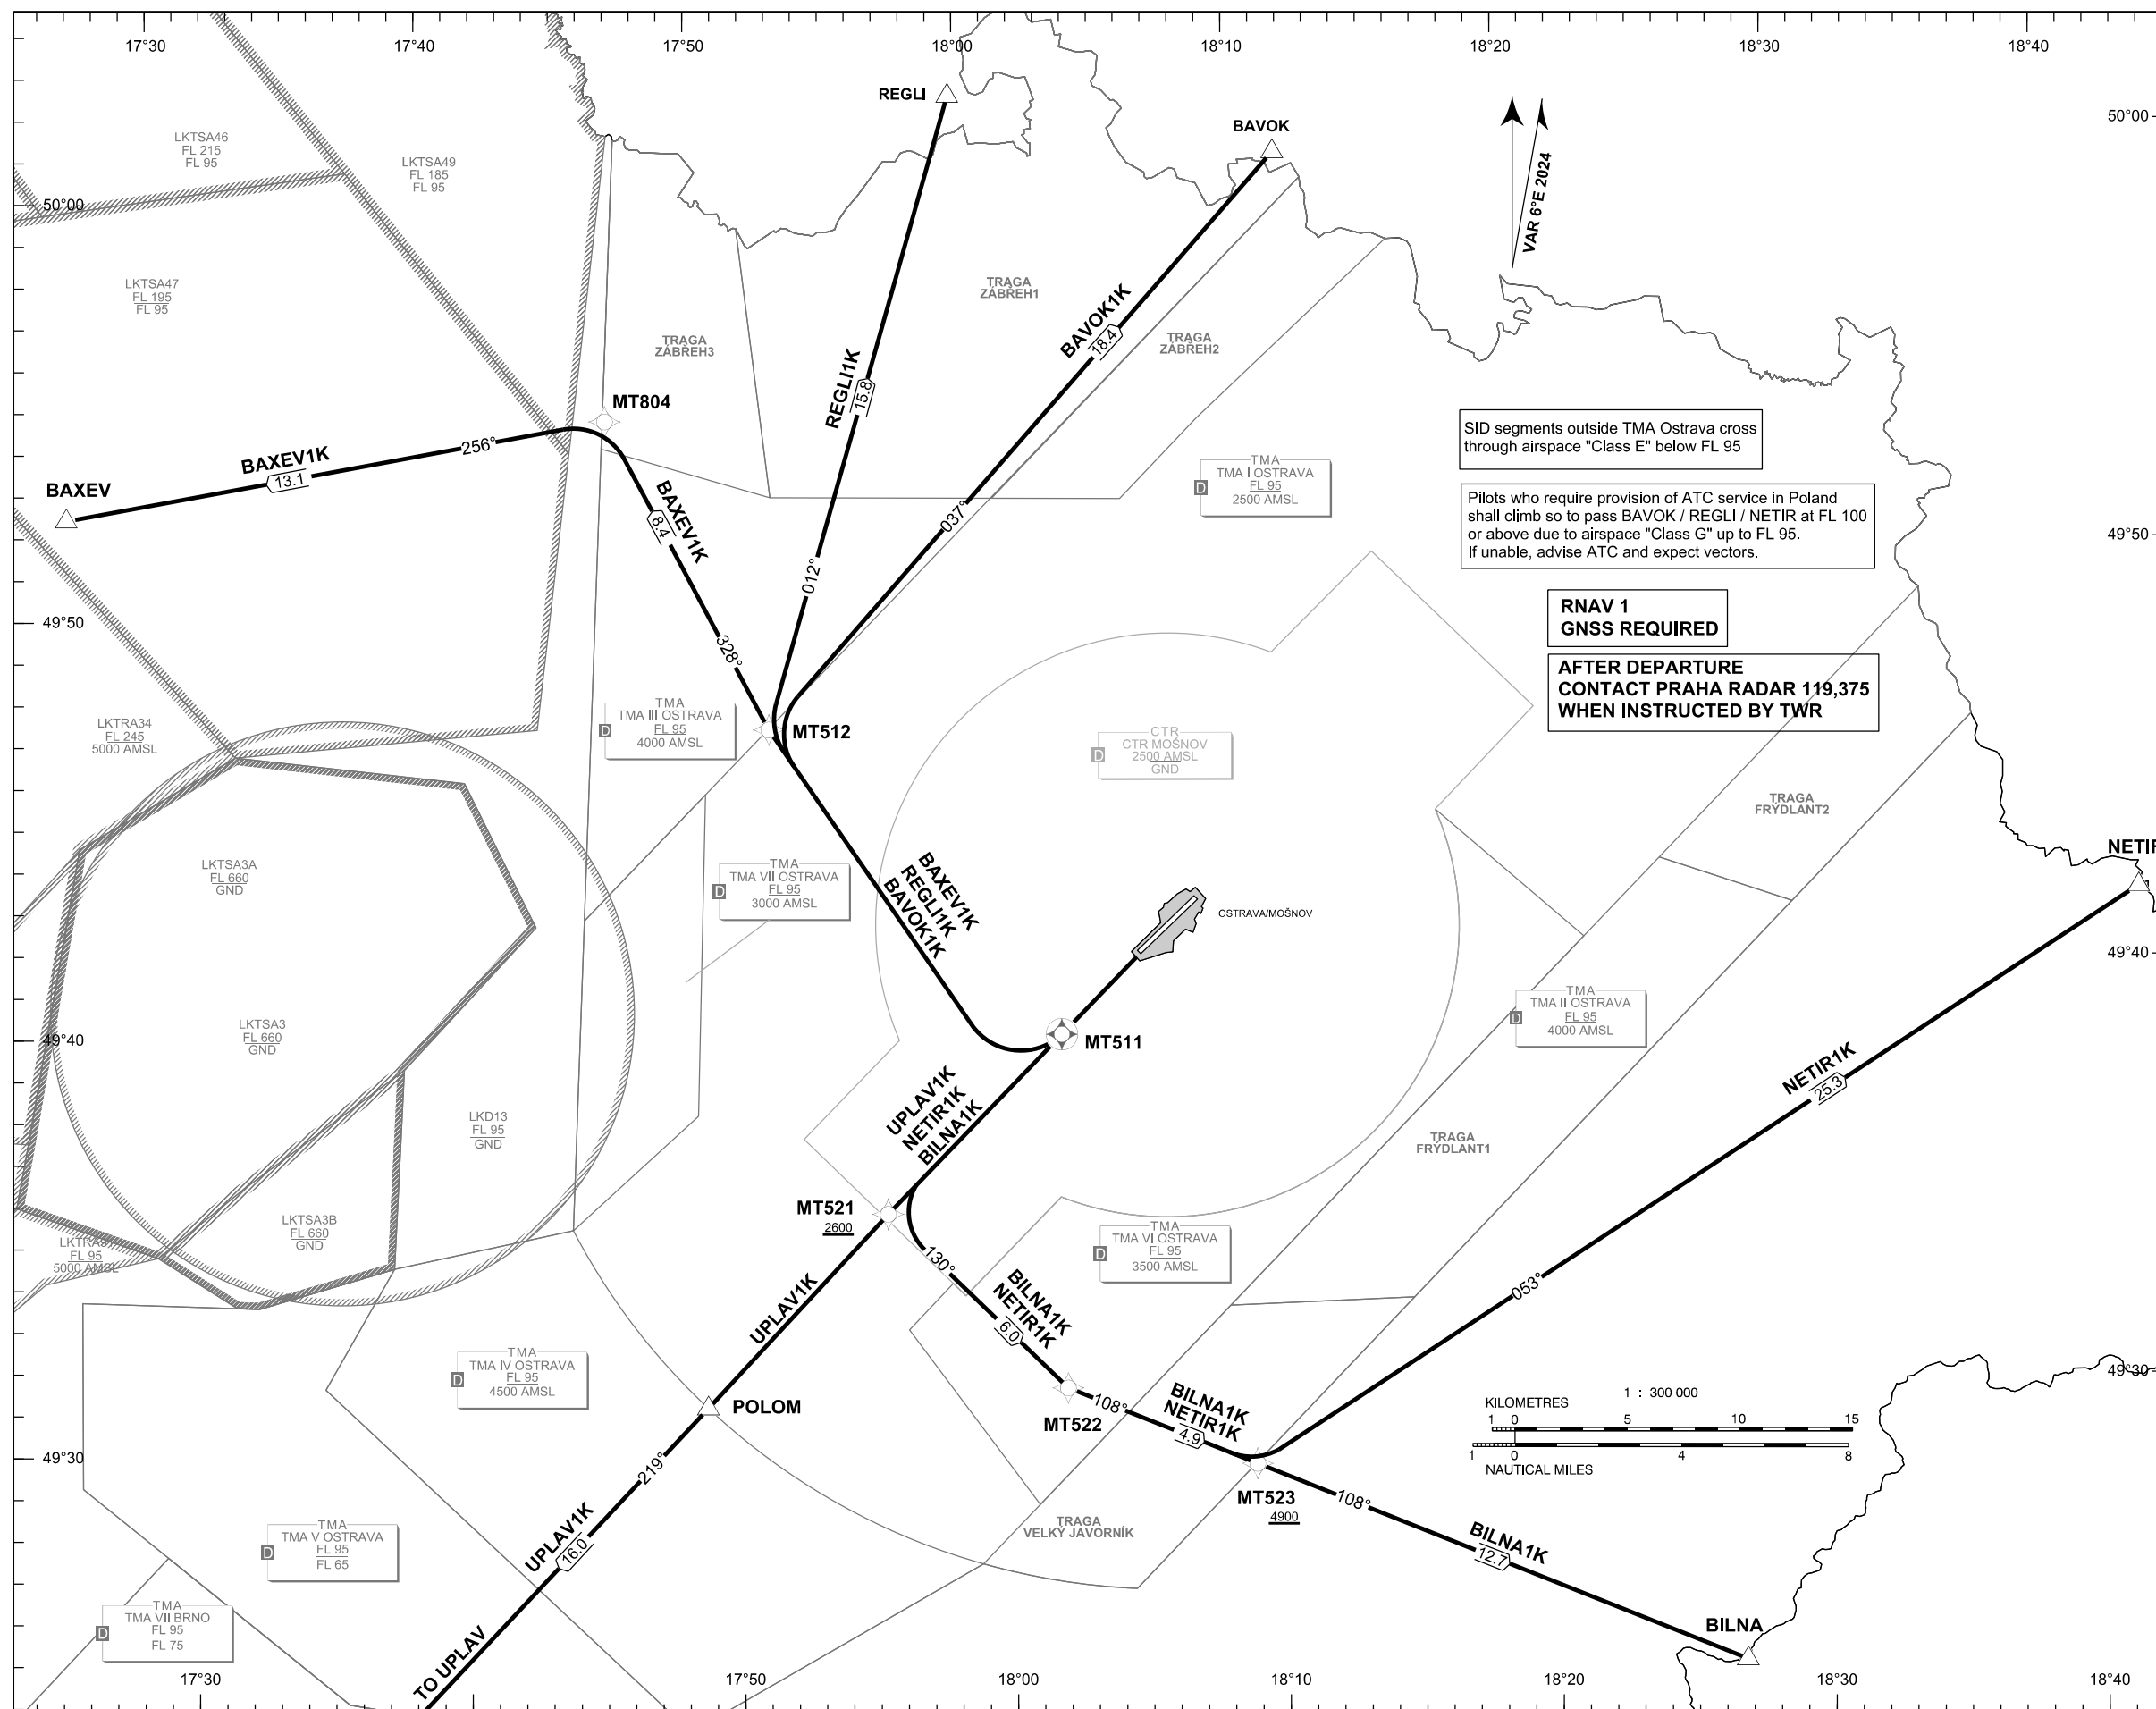 17°30
17°40
17°50
18°00
18°10
18°20
18°30
18°40
REGLI
50°00
BAVOK
VAR 6°E 2024
LKTSA46
FL 215
FL 95
LKTSA49
FL 185
FL 95
50°00
LKTSA47
FL 195
FL 95
TRAGA
ZÁBŘEH1
TRAGA
ZÁBŘEH3
TRAGA
ZÁBŘEH2
BAVOK1K
18.4
REGLI1K
15.8
MT804
BAXEV1K
13.1
256°
BAXEV
BAXEV1K
8.4
SID segments outside TMA Ostrava cross
through airspace "Class E" below FL 95
TMA
TMA I OSTRAVA
FL 95
2500 AMSL
D
Pilots who require provision of ATC service in Poland
shall climb so to pass BAVOK / REGLI / NETIR at FL 100
or above due to airspace "Class G" up to FL 95.
If unable, advise ATC and expect vectors.
037°
012°
49°50
49°50
RNAV 1
GNSS REQUIRED
328°
AFTER DEPARTURE
CONTACT PRAHA RADAR 119,375
WHEN INSTRUCTED BY TWR
LKTRA34
FL 245
5000 AMSL
TMA
TMA III OSTRAVA
FL 95
4000 AMSL
D
MT512
CTR
CTR MOŠNOV
2500 AMSL
GND
D
TRAGA
FRÝDLANT2
NETIR
LKTSA3A
FL 660
GND
TMA
TMA VII OSTRAVA
FL 95
3000 AMSL
D
BAXEV1K
REGLI1K
BAVOK1K
OSTRAVA/MOŠNOV
49°40
LKTSA3
FL 660
GND
49°40
MT511
TMA
TMA II OSTRAVA
FL 95
4000 AMSL
D
NETIR1K
25.3
LKD13
FL 95
GND
UPLAV1K
NETIR1K
BILNA1K
TRAGA
FRÝDLANT1
MT521
2600
LKTSA3B
FL 660
GND
FL 95
5000 AMSL
130°
TMA
TMA VI OSTRAVA
FL 95
3500 AMSL
D
UPLAV1K
BILNA1K
NETIR1K
6.0
053°
TMA
TMA IV OSTRAVA
FL 95
4500 AMSL
D
POLOM
49°30
108°
MT522
BILNA1K
NETIR1K
4.9
1 : 300 000
KILOMETRES
1 0 5 10 15
1 0 4 8
NAUTICAL MILES
49°30
219°
MT523
4900
108°
UPLAV1K
16.0
TRAGA
VELKÝ JAVORNÍK
TMA
TMA V OSTRAVA
FL 95
FL 65
D
BILNA1K
12.7
TMA
TMA VII BRNO
FL 95
FL 75
D
TO UPLAV
BILNA
17°30
17°50
18°00
18°10
18°20
18°30
18°40